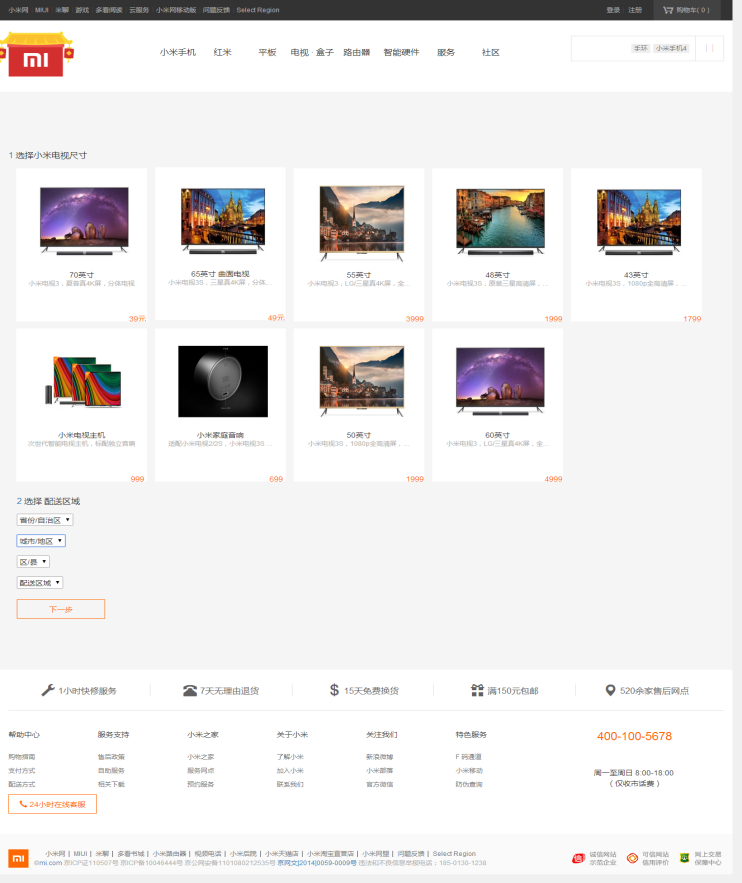 小米网 MIUI 米聊 游戏 多看阅读 云服务 小米网移动版 问题反馈 Select Region 登录 注册 购物车( 0 )
小米手机 红米 平板 电视 · 盒子 路由器 智能硬件 服务 社区 手环 小米手机4
1 选择小米电视尺寸
70英寸
小米电视3，夏普真4K屏，分体电视
39元
65英寸 曲面电视
小米电视3S，三星真4K屏，分体...
49元
55英寸
小米电视3，LG/三星真4K屏，全...
3999
48英寸
小米电视3S，原装三星高清屏，...
1999
43英寸
小米电视3S，1080p全高清屏，...
1799
小米电视主机
次世代智能电视主机，标配独立音响
999
小米家庭音响
适配小米电视2/2S，小米电视3S ...
699
50英寸
小米电视3S，1080p全高清屏，...
1999
60英寸
小米电视3，LG/三星真4K屏，全...
4999
2 选择 配送区域
省份/自治区
城市/地区
区/县
配送区域
下一步
1小时快修服务 7天无理由退货 15天免费换货 满150元包邮 520余家售后网点
帮助中心 服务支持 小米之家 关于小米 关注我们 特色服务 400-100-5678
购物指南 售后政策 小米之家 了解小米 新浪微博 F 码通道
支付方式 自助服务 服务网点 加入小米 小米部落 小米移动 周一至周日 8:00-18:00
配送方式 相关下载 预约服务 联系我们 官方微信 防伪查询 （仅收市话费）
24小时在线客服
小米网 | MIUI | 米聊 | 多看书城 | 小米路由器 | 视频电话 | 小米后院 | 小米天猫店 | 小米淘宝直营店 | 小米网盟 | 问题反馈 | Select Region
©mi.com 京ICP证110507号 京ICP备10046444号 京公网安备1101080212535号 京网文[2014]0059-0009号 违法和不良信息举报电话：185-0130-1238
诚信网站
示范企业
可信网站
信用评价
网上交易
保障中心